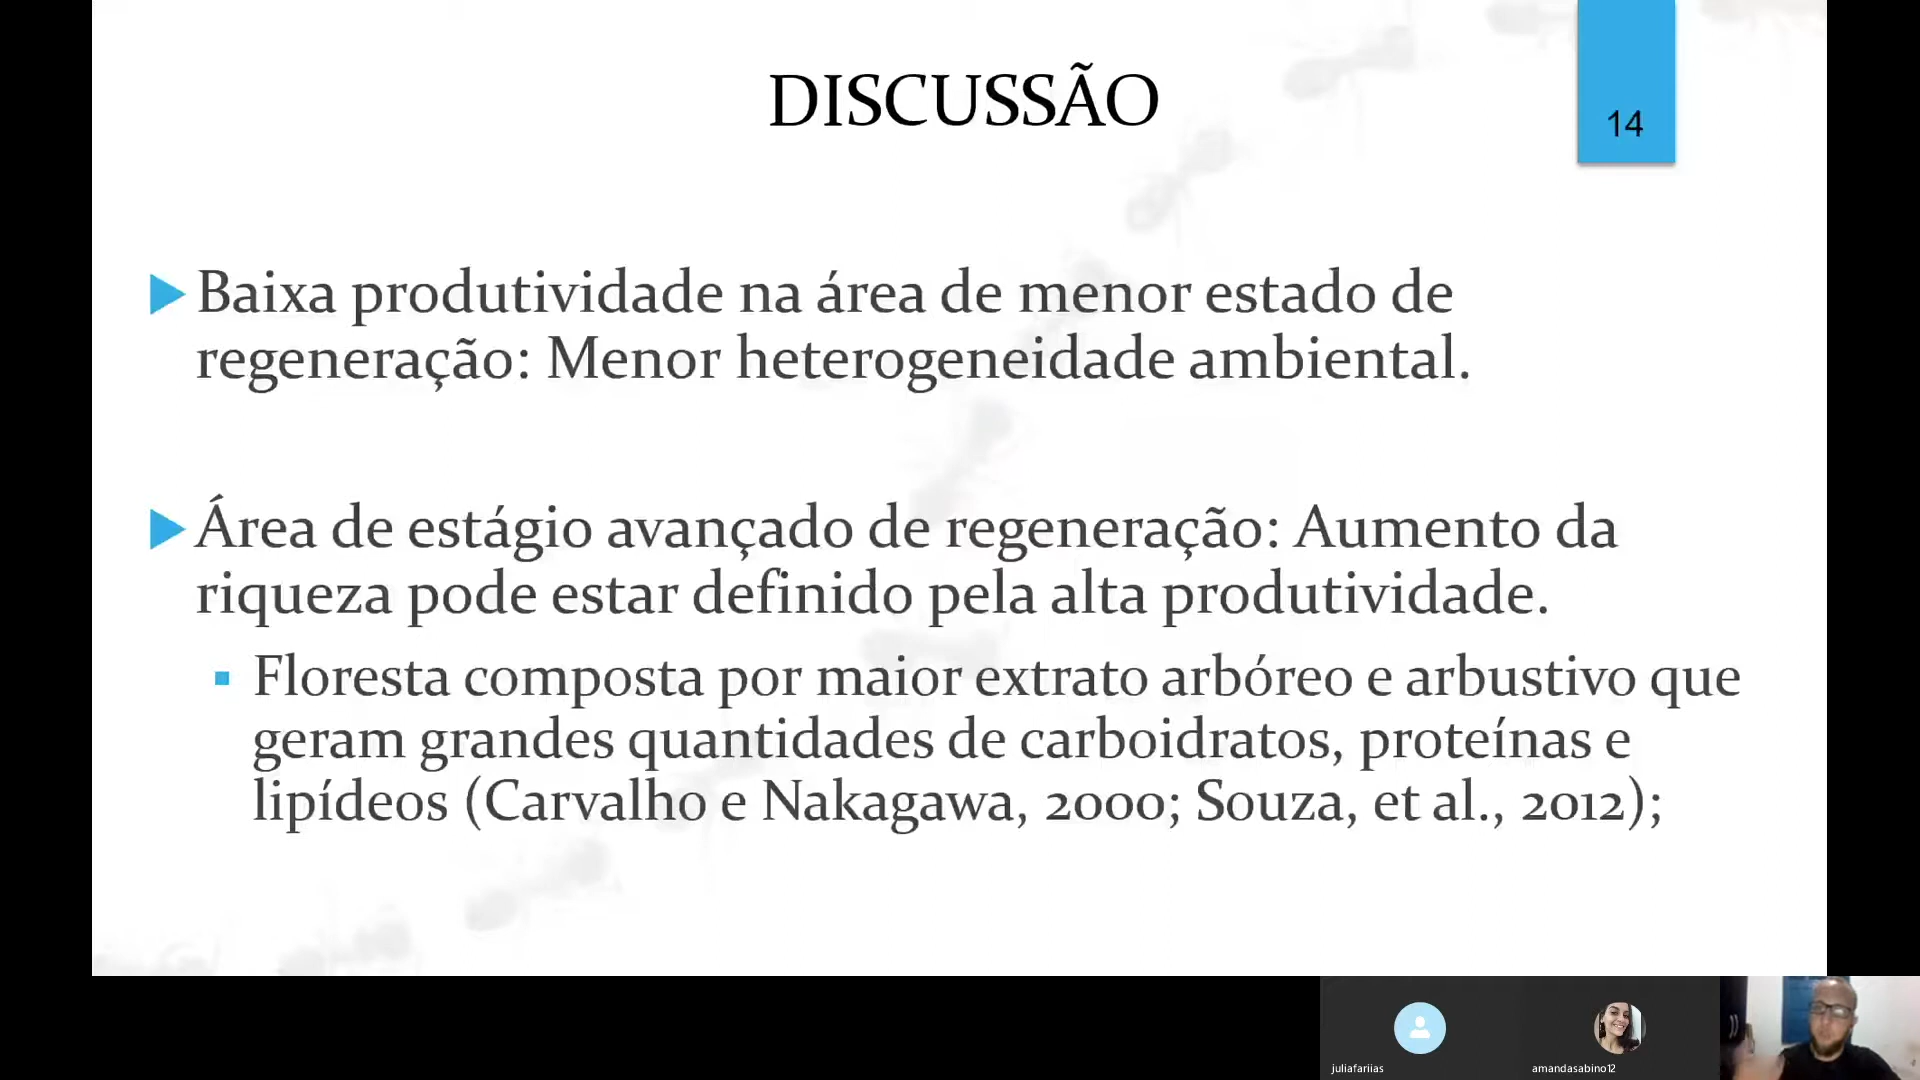 DISCUSSÃO
14
Baixa produtividade na área de menor estado de
regeneração: Menor heterogeneidade ambiental.
Área de estágio avançado de regeneração: Aumento da
riqueza pode estar definido pela alta produtividade.
Floresta composta por maior extrato arbóreo e arbustivo que
geram grandes quantidades de carboidratos, proteínas e
lipídeos (Carvalho e Nakagawa, 2000; Souza, et al., 2012);
juliafariias
amandasabino12